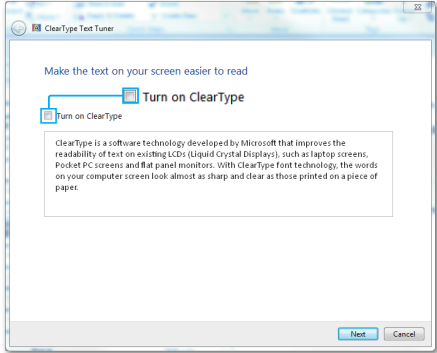 ClearType Text Tuner
Make the text on your screen easier to read
Turn on ClearType
Turn on ClearType
ClearType is a software technology developed by Microsoft that improves the
readability of text on existing LCDs (Liquid Crystal Displays), such as laptop screens,
Pocket PC screens and flat panel monitors. With ClearType font technology, the words
on your computer screen look almost as sharp and clear as those printed on a piece of
paper.
Next Cancel